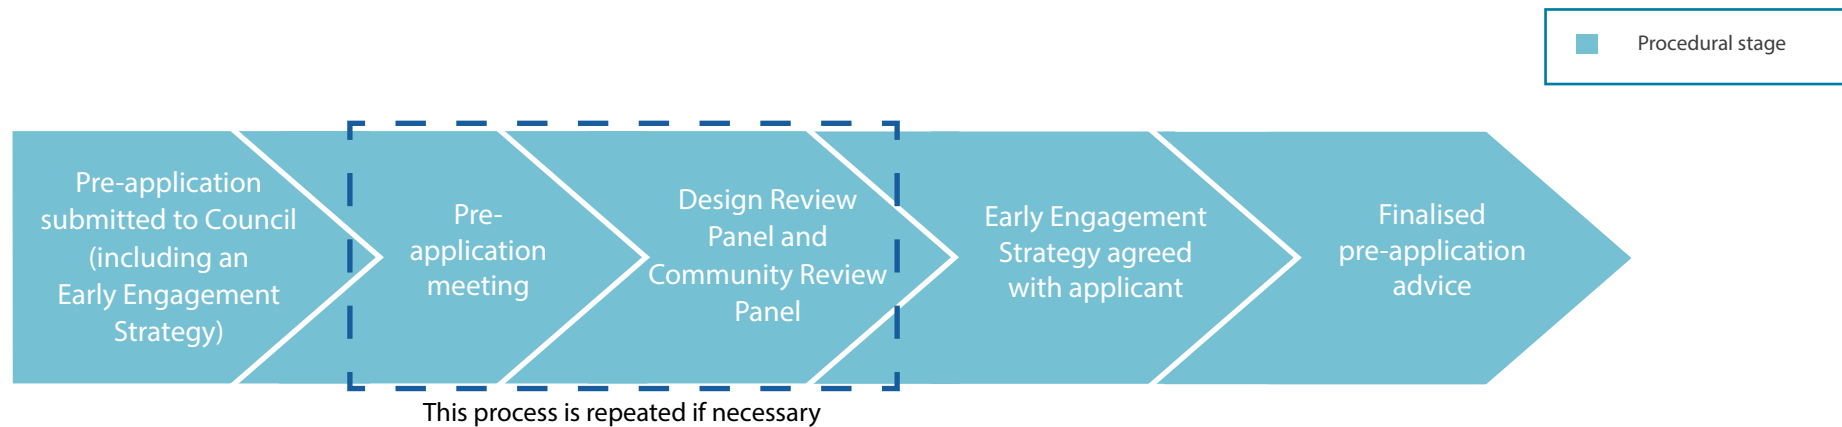 Procedural stage
Pre-application
submitted to Council
(including an
Early Engagement
Strategy)
Pre-
application
meeting
Design Review
Panel and
Community Review
Panel
Early Engagement
Strategy agreed
with applicant
Finalised
pre-application
advice
This process is repeated if necessary